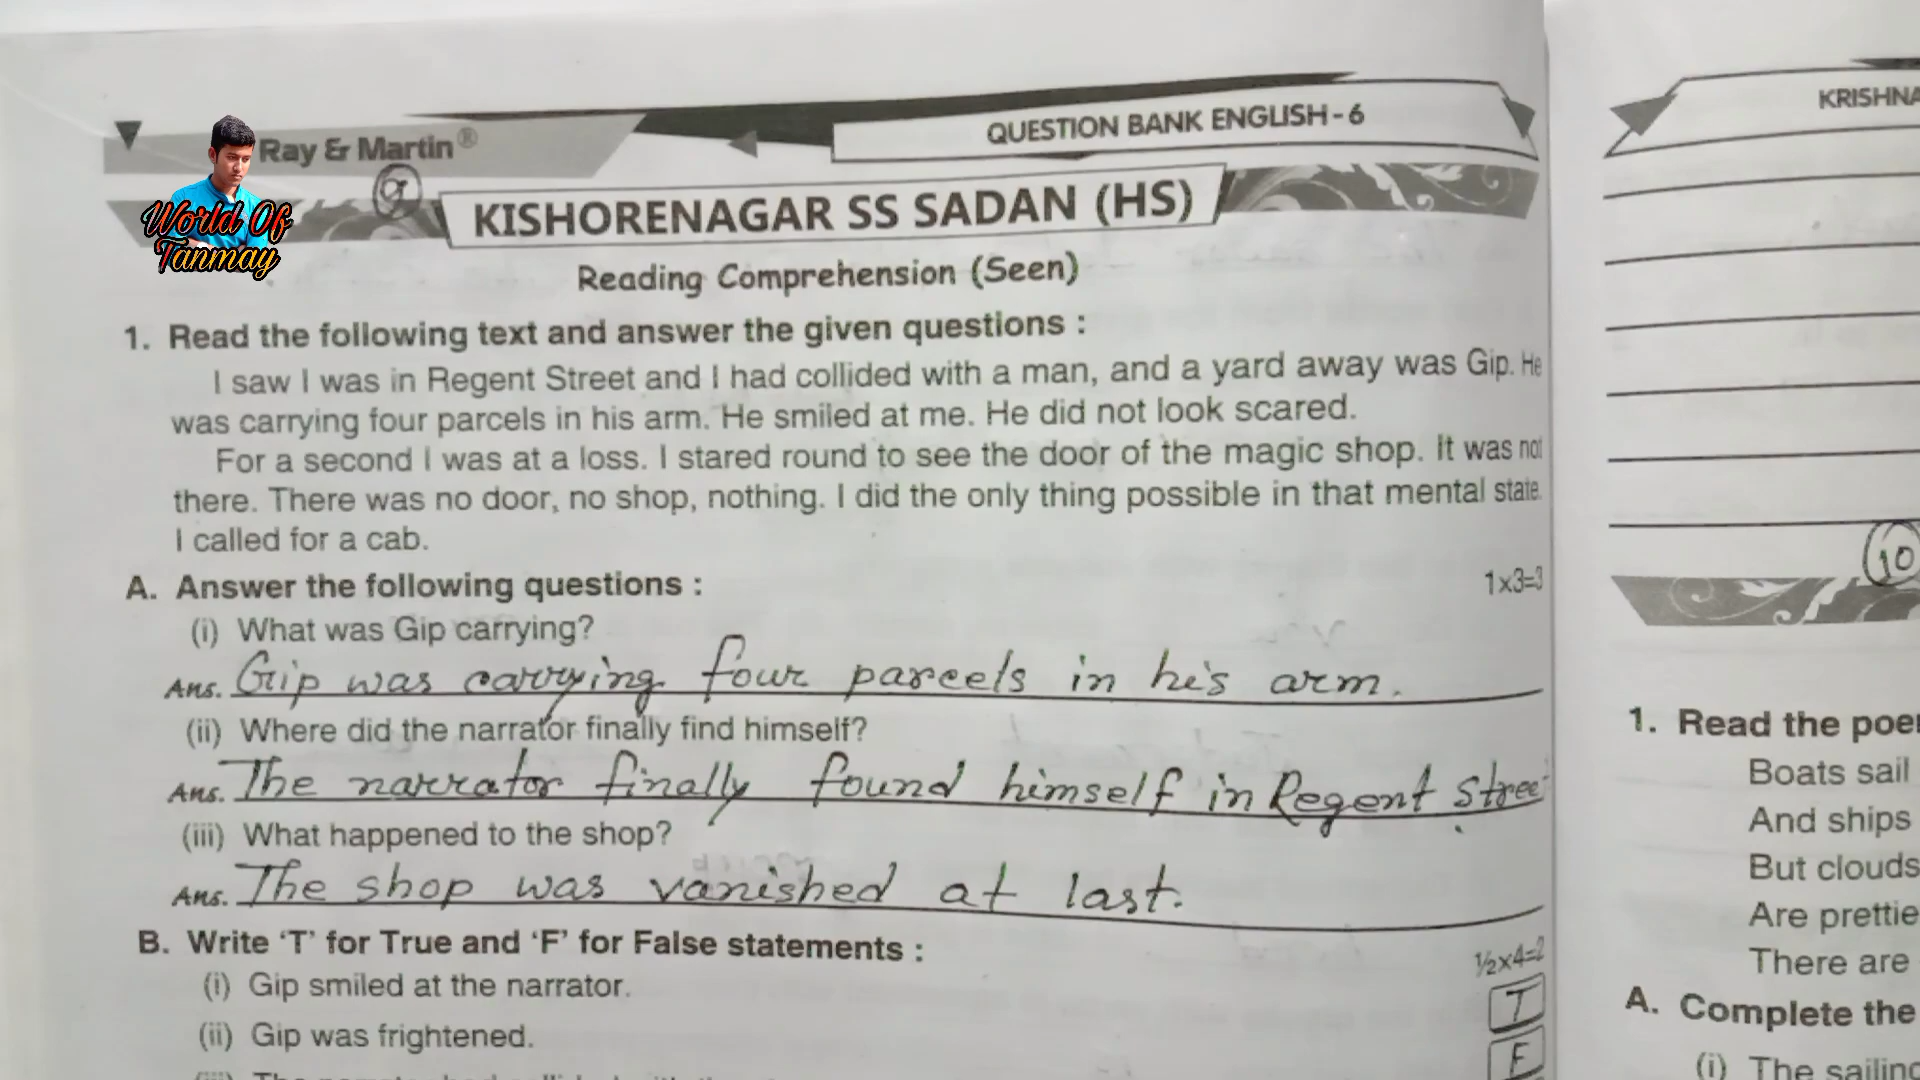 Ray & Martin®
QUESTION BANK ENGLISH - 6
World Of
Tanmay
9
KISHORENAGAR SS SADAN (HS)
Reading Comprehension (Seen)
1. Read the following text and answer the given questions :
I saw I was in Regent Street and I had collided with a man, and a yard away was Gip. He
was carrying four parcels in his arm. He smiled at me. He did not look scared.
For a second I was at a loss. I stared round to see the door of the magic shop. It was not
there. There was no door, no shop, nothing. I did the only thing possible in that mental state.
I called for a cab.
A. Answer the following questions : 1×3=3
(i) What was Gip carrying?
Ans. Gip was carrying four parcels in his arm.
(ii) Where did the narrator finally find himself?
Ans. The narrator finally found himself in Regent Street
(iii) What happened to the shop?
Ans. The shop was vanished at last.
B. Write ‘T’ for True and ‘F’ for False statements : ½×4=2
(i) Gip smiled at the narrator. T
(ii) Gip was frightened. F
KRISHNA
10
1. Read the poe
Boats sail
And ships
But clouds
Are prettie
There are
A. Complete the
(i) The sailing